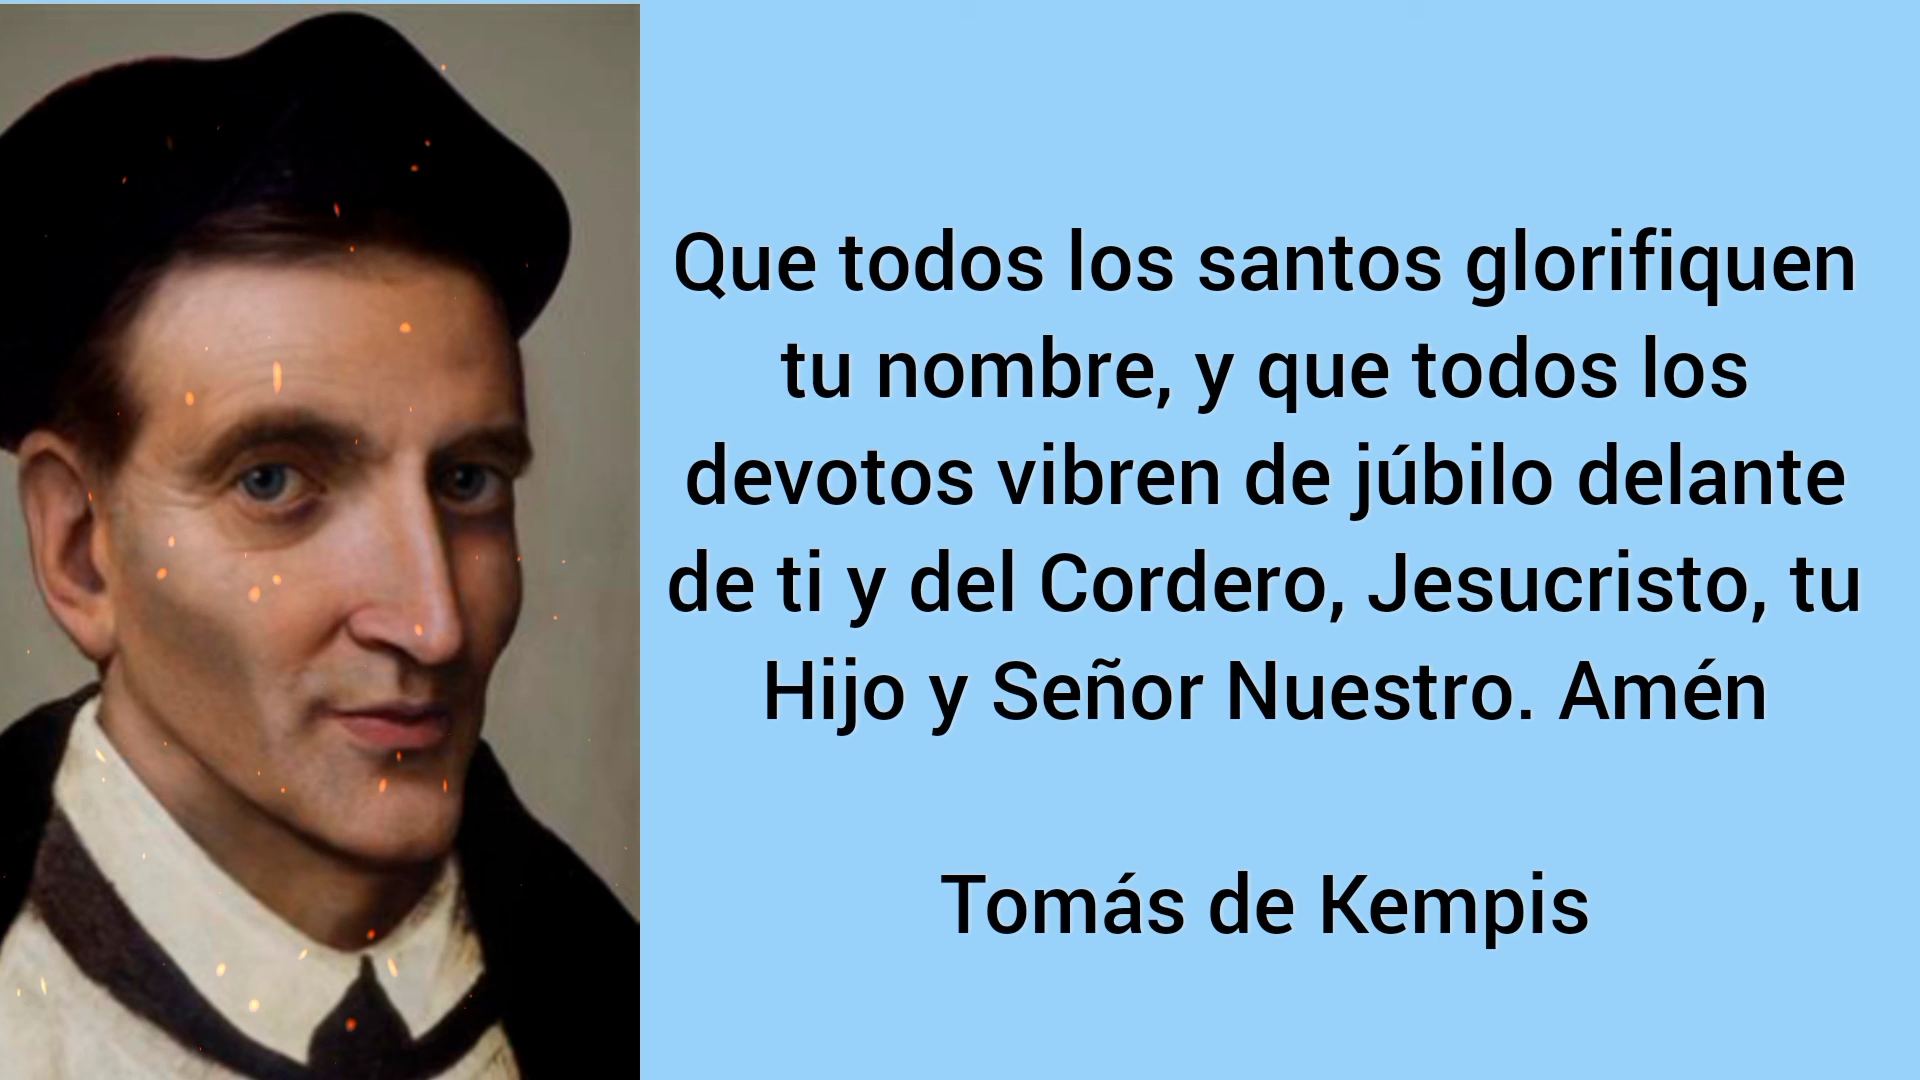 Que todos los santos glorifiquen
tu nombre, y que todos los
devotos vibren de júbilo delante
de ti y del Cordero, Jesucristo, tu
Hijo y Señor Nuestro. Amén
Tomás de Kempis